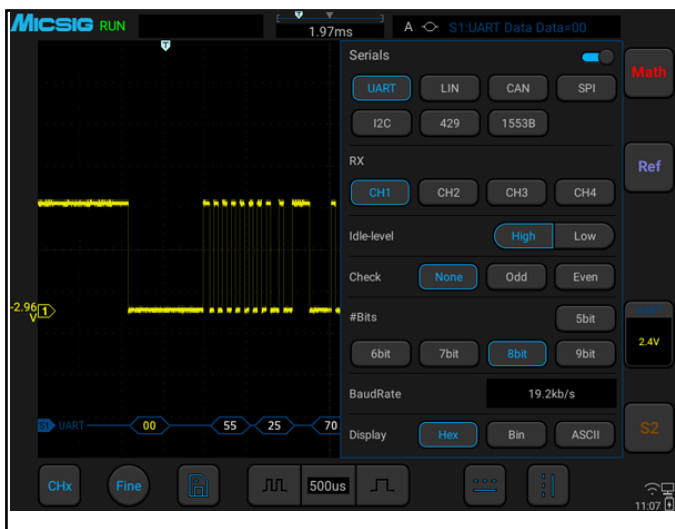 Micsig RUN
T
1.97ms
A S1:UART Data Data=00
Serials
Math
UART LIN CAN SPI
I2C 429 1553B
RX
Ref
CH1 CH2 CH3 CH4
Idle-level High Low
Check None Odd Even
-2.96
V 1
#Bits 5bit
2.4V
6bit 7bit 8bit 9bit
BaudRate 19.2kb/s
S1 UART 00 55 25 70
Display Hex Bin ASCII
S2
CHx Fine 500us
11:07